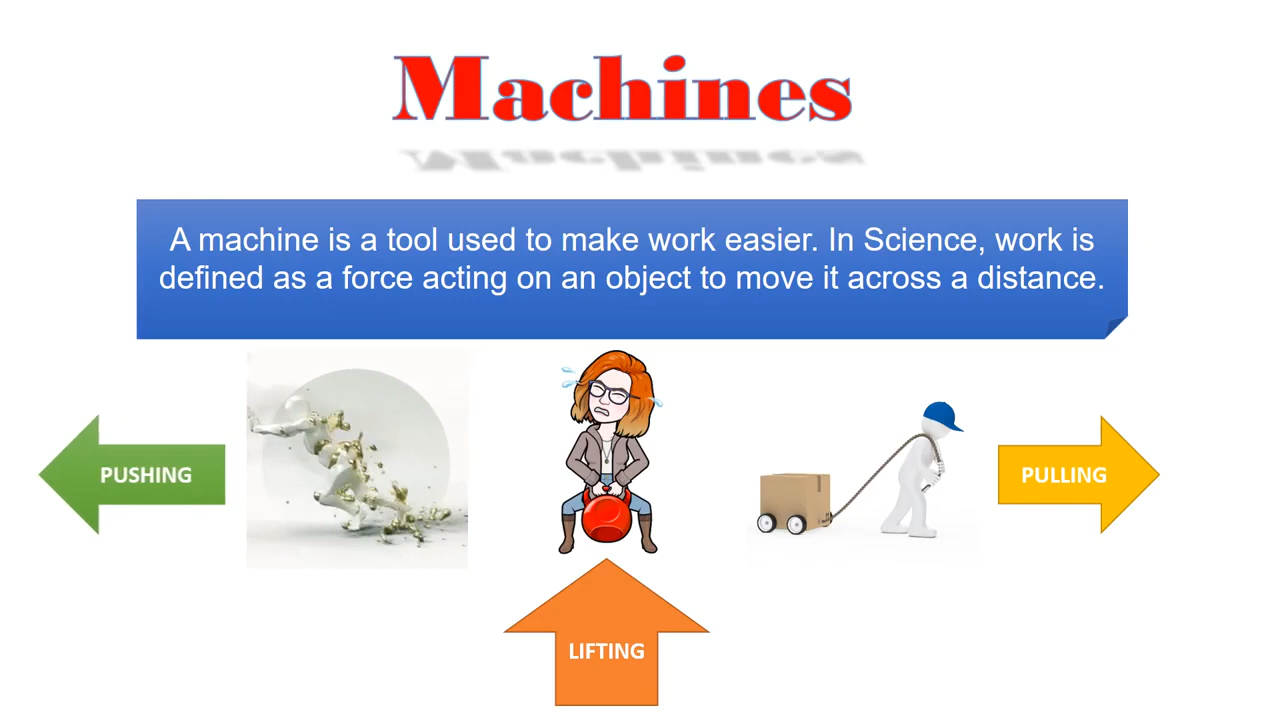 Machines
A machine is a tool used to make work easier. In Science, work is
defined as a force acting on an object to move it across a distance.
PUSHING
PULLING
LIFTING